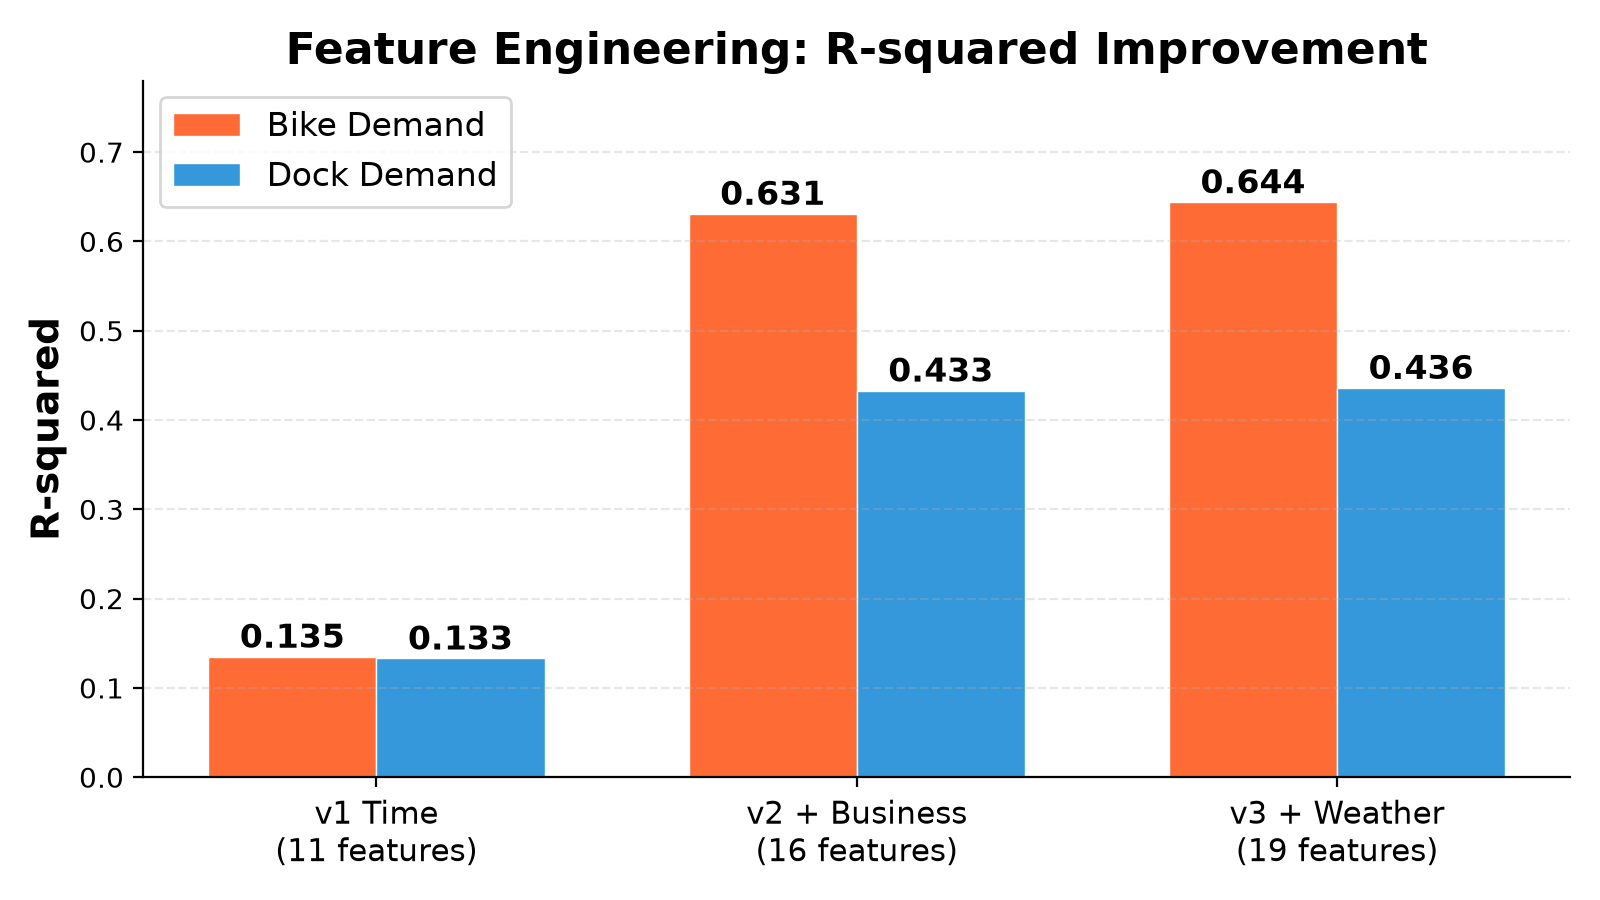 Feature Engineering: R-squared Improvement
Bike Demand
Dock Demand
R-squared
0.7
0.6
0.5
0.4
0.3
0.2
0.1
0.0
0.135
0.133
0.631
0.433
0.644
0.436
v1 Time
(11 features)
v2 + Business
(16 features)
v3 + Weather
(19 features)